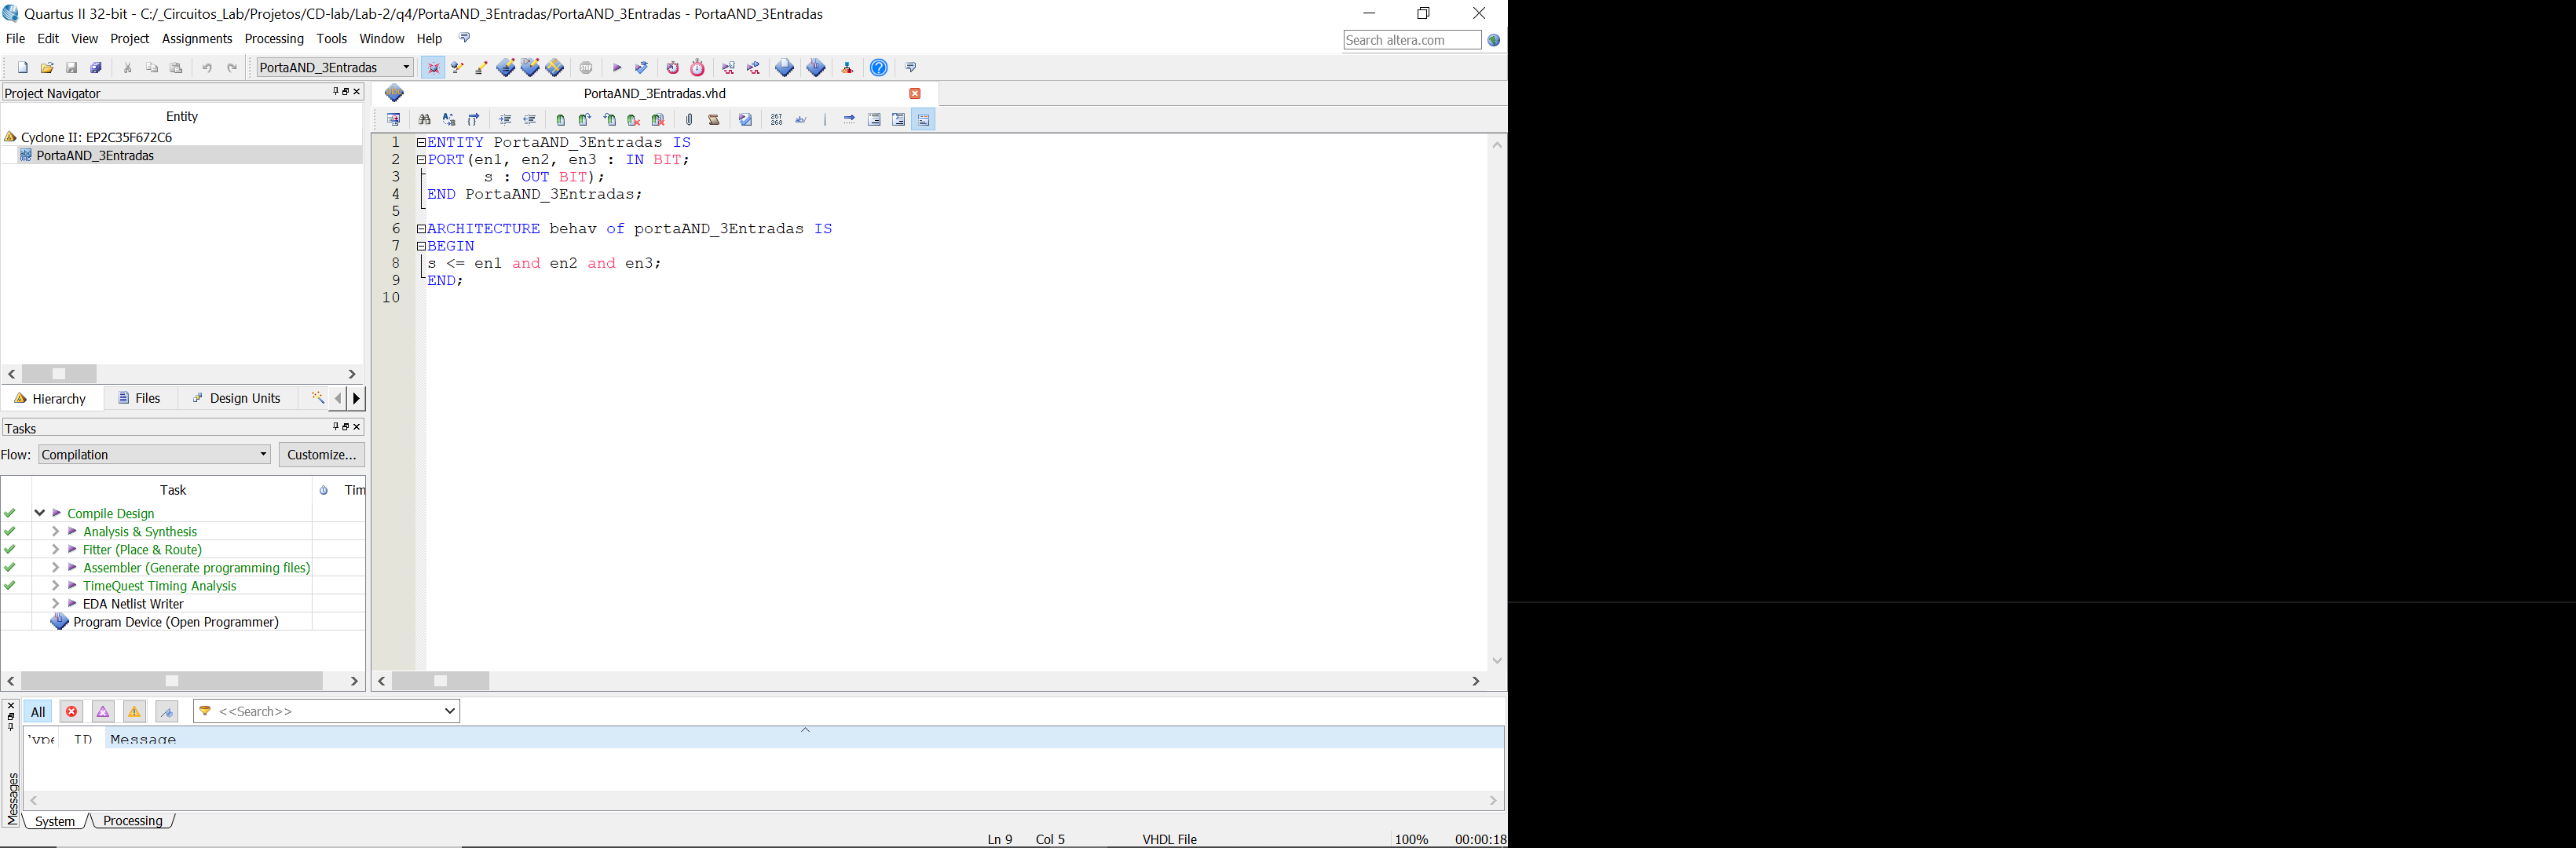 Quartus II 32-bit - C:/_Circuitos_Lab/Projetos/CD-lab/Lab-2/q4/PortaAND_3Entradas/PortaAND_3Entradas - PortaAND_3Entradas
File Edit View Project Assignments Processing Tools Window Help
Search altera.com
PortaAND_3Entradas
Project Navigator
Entity
Cyclone II: EP2C35F672C6
PortaAND_3Entradas
Hierarchy Files Design Units
Tasks
Flow: Compilation Customize...
Task Tim
Compile Design
Analysis & Synthesis
Fitter (Place & Route)
Assembler (Generate programming files)
TimeQuest Timing Analysis
EDA Netlist Writer
Program Device (Open Programmer)
PortaAND_3Entradas.vhd
267
268
ab/
1 ENTITY PortaAND_3Entradas IS
2 PORT(en1, en2, en3 : IN BIT;
3 s : OUT BIT);
4 END PortaAND_3Entradas;
5
6 ARCHITECTURE behav of portaAND_3Entradas IS
7 BEGIN
8 s <= en1 and en2 and en3;
9 END;
10
All <<Search>>
ID Message
Messages
System Processing
Ln 9 Col 5 VHDL File 100% 00:00:18